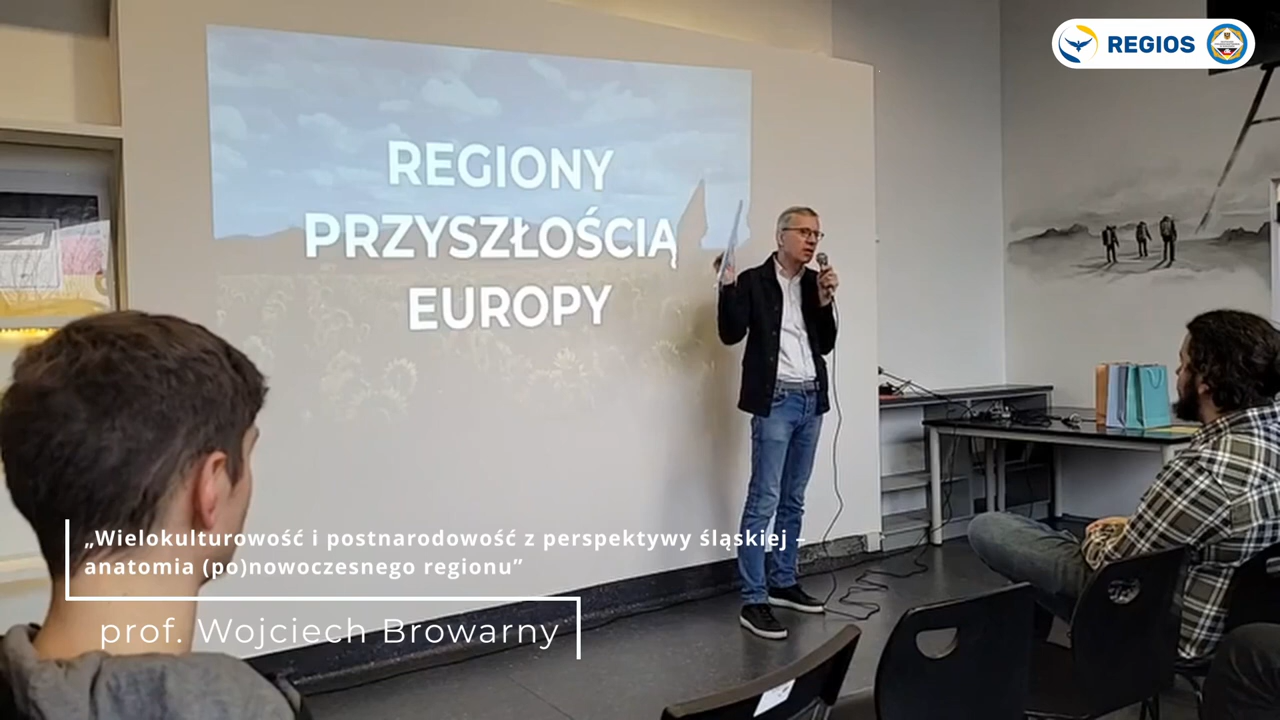 REGIOS
REGIONY
PRZYSZŁOŚCIĄ
EUROPY
„Wielokulturowość i postnarodowość z perspektywy śląskiej –
anatomia (po)nowoczesnego regionu”
prof. Wojciech Browarny